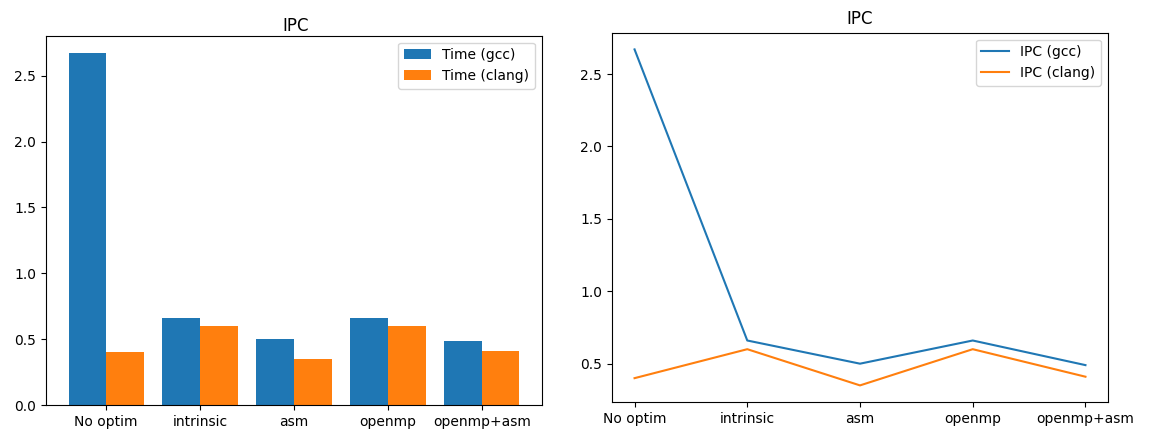 IPC
Time (gcc)
Time (clang)
2.5
2.0
1.5
1.0
0.5
0.0
No optim intrinsic asm openmp openmp+asm
IPC
IPC (gcc)
IPC (clang)
2.5
2.0
1.5
1.0
0.5
No optim intrinsic asm openmp openmp+asm